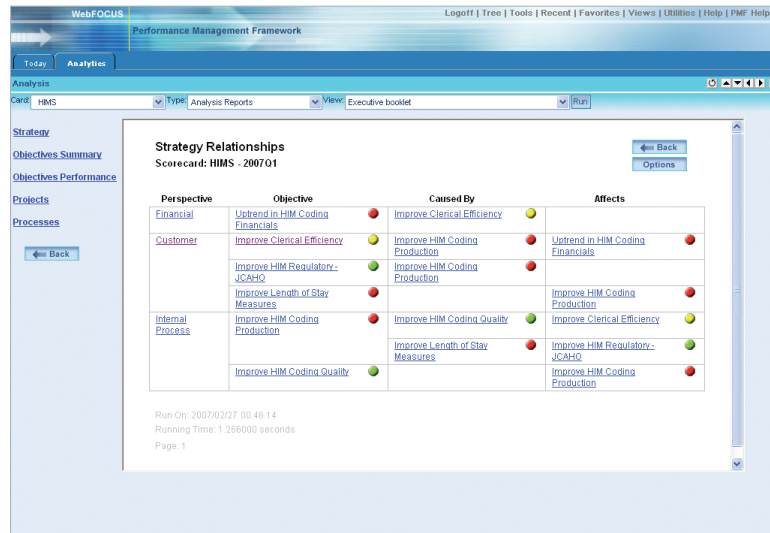 WebFOCUS
Logoff | Tree | Tools | Recent | Favorites | Views | Utilities | Help | PMF Help
Performance Management Framework
Today Analytics
Analysis
Card: HIMS Type: Analysis Reports View: Executive booklet Run
Strategy
Objectives Summary
Objectives Performance
Projects
Processes
Back
Strategy Relationships
Scorecard: HIMS - 2007Q1
Back
Options
Perspective Objective Caused By Affects
Financial Uptrend in HIM Coding Improve Clerical Efficiency
Financials
Customer Improve Clerical Efficiency Improve HIM Coding Uptrend in HIM Coding
Production Financials
Improve HIM Regulatory - Improve HIM Coding
JCAHO Production
Improve Length of Stay Improve HIM Coding
Measures Production
Internal Improve HIM Coding Improve HIM Coding Quality Improve Clerical Efficiency
Process Production
Improve Length of Stay Improve HIM Regulatory -
Measures JCAHO
Improve HIM Coding Quality Improve HIM Coding
Production
Run On: 2007/02/27 00.46.14
Running Time: 1.266000 seconds
Page: 1